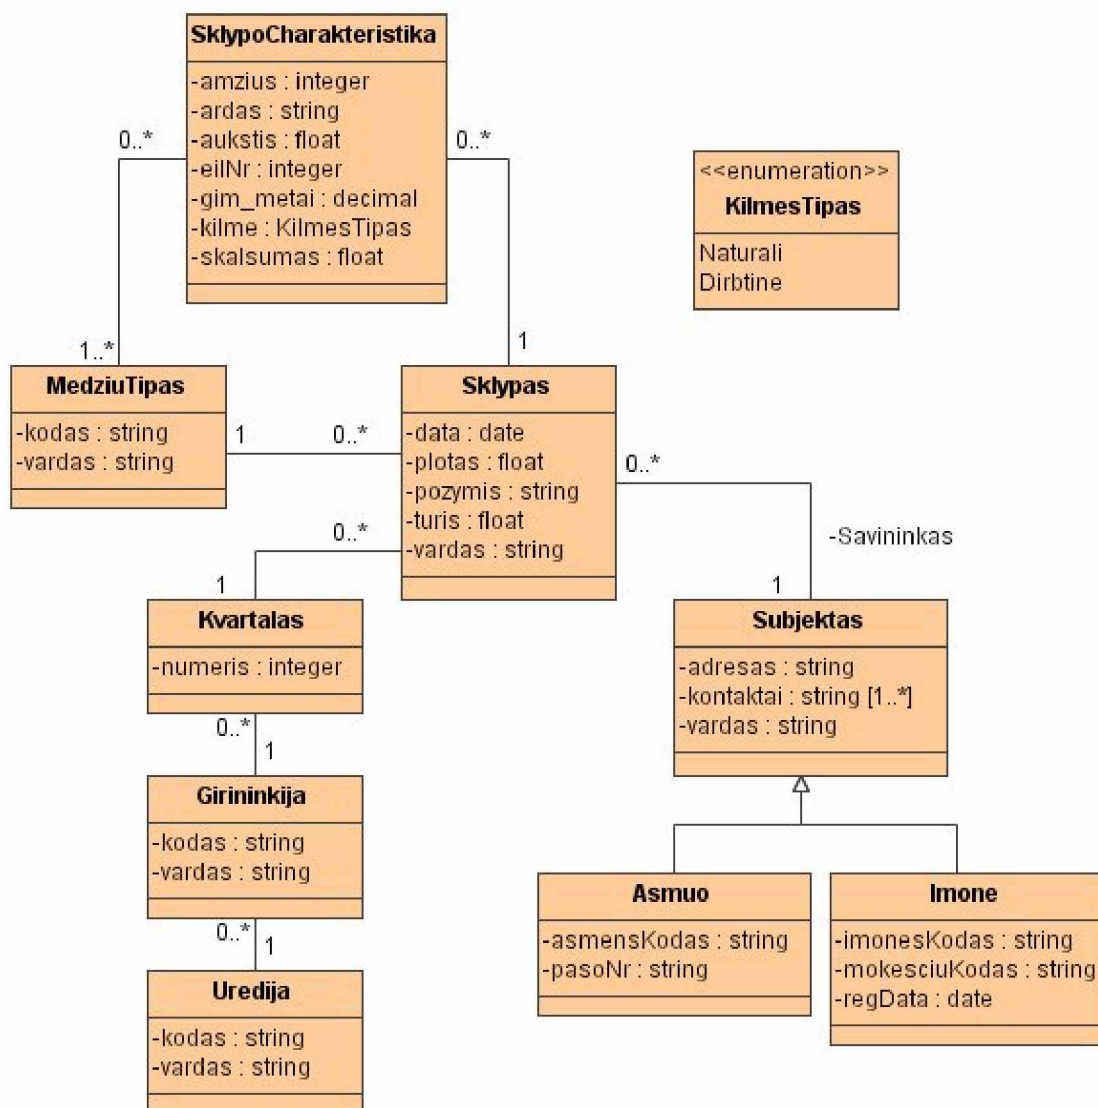 SklypoCharakteristika
-amzius : integer
-ardas : string
-aukstis : float
-eilNr : integer
-gim_metai : decimal
-kilme : KilmesTipas
-skalsumas : float
0..*
0..*
<<enumeration>>
KilmesTipas
Naturali
Dirbtine
1..*
1
MedziuTipas
-kodas : string
-vardas : string
1
0..*
Sklypas
-data : date
-plotas : float
-pozymis : string
-turis : float
-vardas : string
0..*
-Savininkas
1
0..*
1
Kvartalas
-numeris : integer
0..*
1
Subjektas
-adresas : string
-kontaktai : string [1..*]
-vardas : string
Girininkija
-kodas : string
-vardas : string
0..*
1
Uredija
-kodas : string
-vardas : string
Asmuo
-asmensKodas : string
-pasoNr : string
Imone
-imonesKodas : string
-mokesciuKodas : string
-regData : date